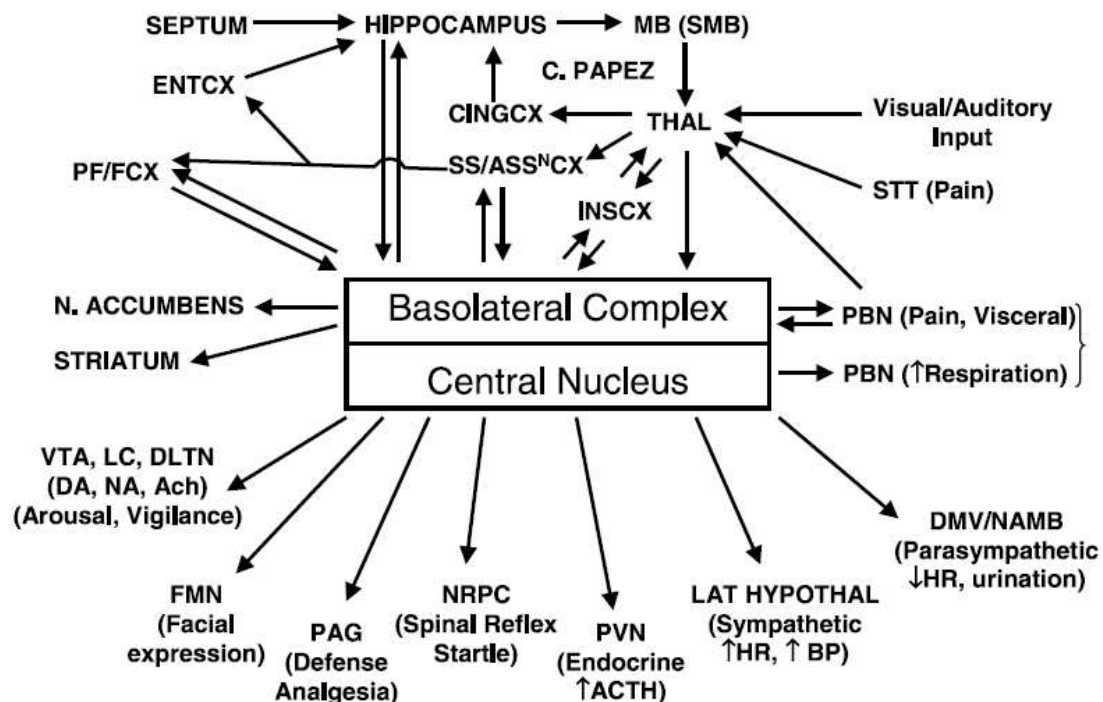 SEPTUM
HIPPOCAMPUS
MB (SMB)
C. PAPEZ
ENTCX
CINGCX
THAL
Visual/Auditory
Input
PF/FCX
SS/ASSᴺCX
STT (Pain)
INSCX
N. ACCUMBENS
Basolateral Complex
PBN (Pain, Visceral)
STRIATUM
Central Nucleus
PBN (↑Respiration)
VTA, LC, DLTN
(DA, NA, Ach)
(Arousal, Vigilance)
FMN
(Facial
expression)
PAG
(Defense
Analgesia)
NRPC
(Spinal Reflex
Startle)
PVN
(Endocrine
↑ACTH)
LAT HYPOTHAL
(Sympathetic
↑HR, ↑ BP)
DMV/NAMB
(Parasympathetic
↓HR, urination)